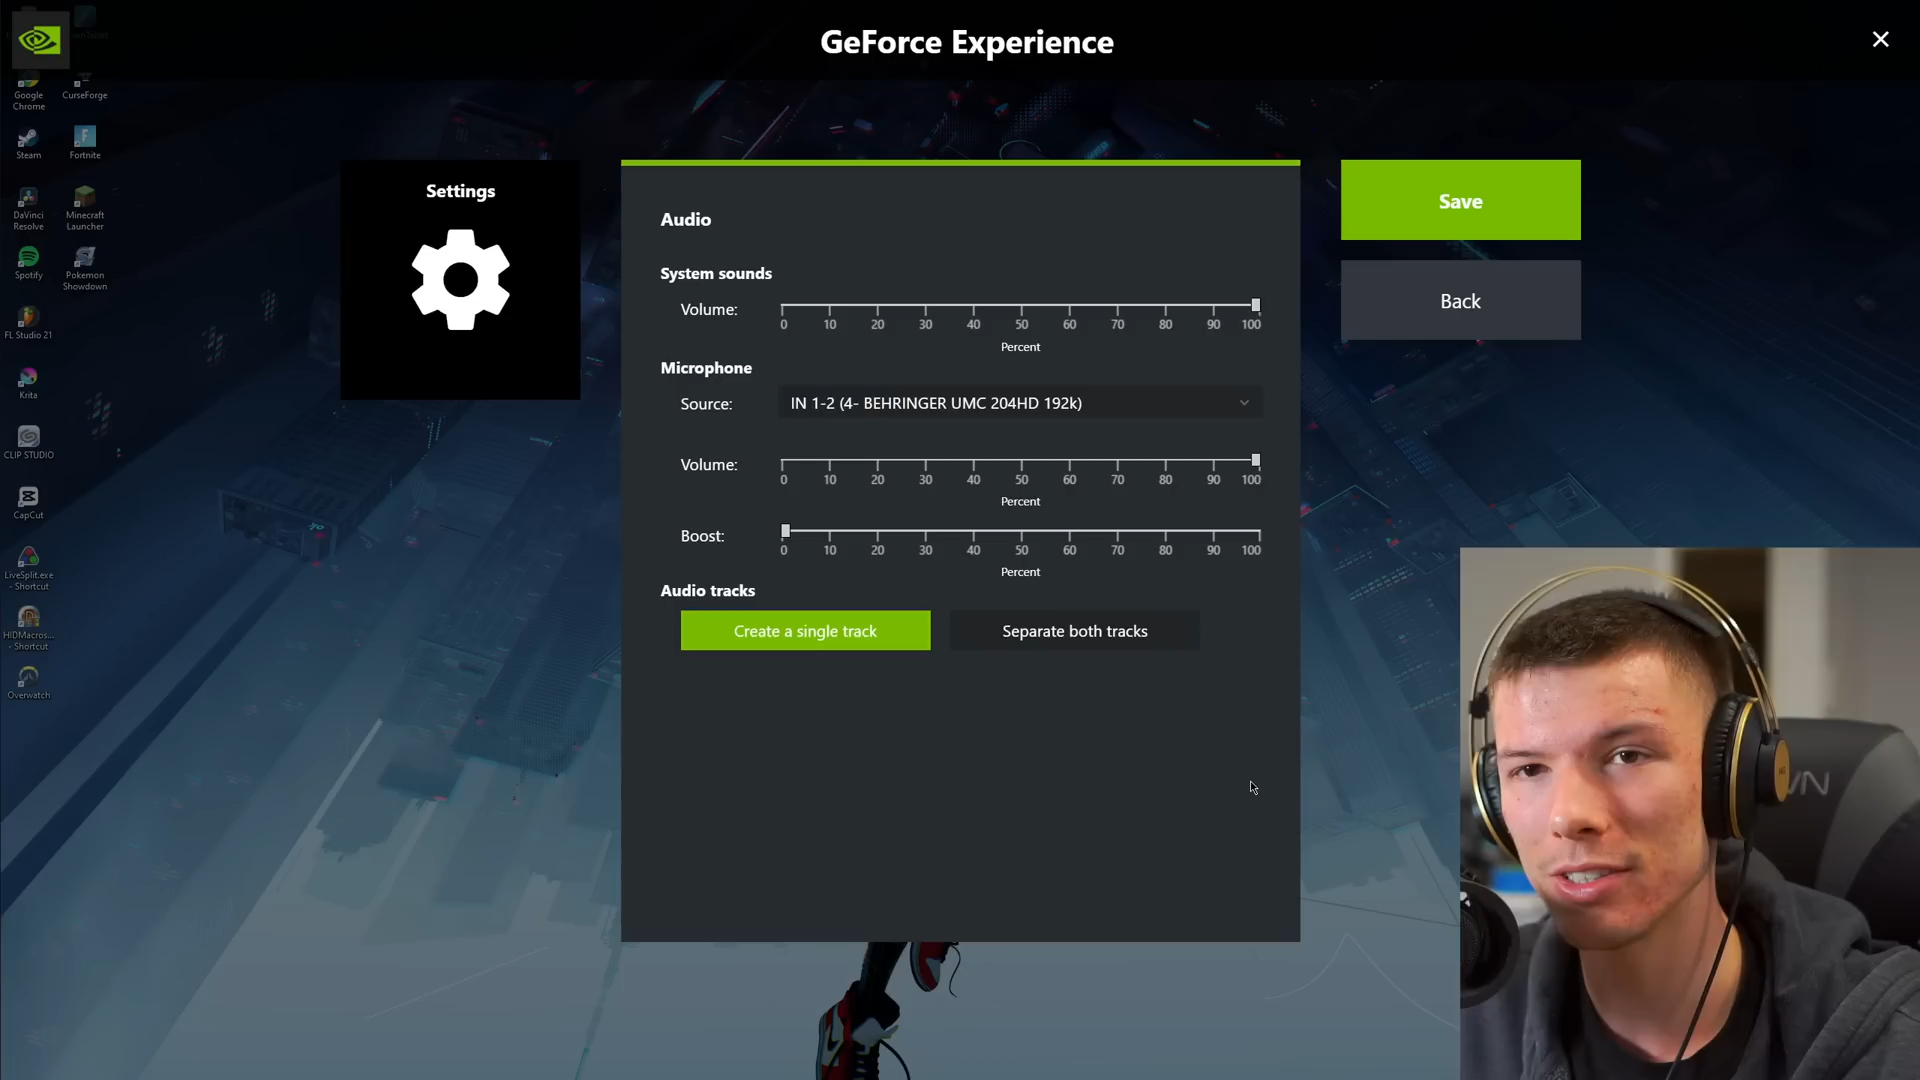 GeForce Experience
Google
Chrome
CurseForge
Steam
Fortnite
DaVinci
Resolve
Minecraft
Launcher
Spotify
Pokemon
Showdown
FL Studio 21
Krita
CLIP STUDIO
CapCut
LiveSplit.exe
- Shortcut
HIDMacros...
- Shortcut
Overwatch
Settings
Audio
System sounds
Volume:
0 10 20 30 40 50 60 70 80 90 100
Percent
Microphone
Source: IN 1-2 (4- BEHRINGER UMC 204HD 192k)
Volume:
0 10 20 30 40 50 60 70 80 90 100
Percent
Boost:
0 10 20 30 40 50 60 70 80 90 100
Percent
Audio tracks
Create a single track Separate both tracks
Save
Back